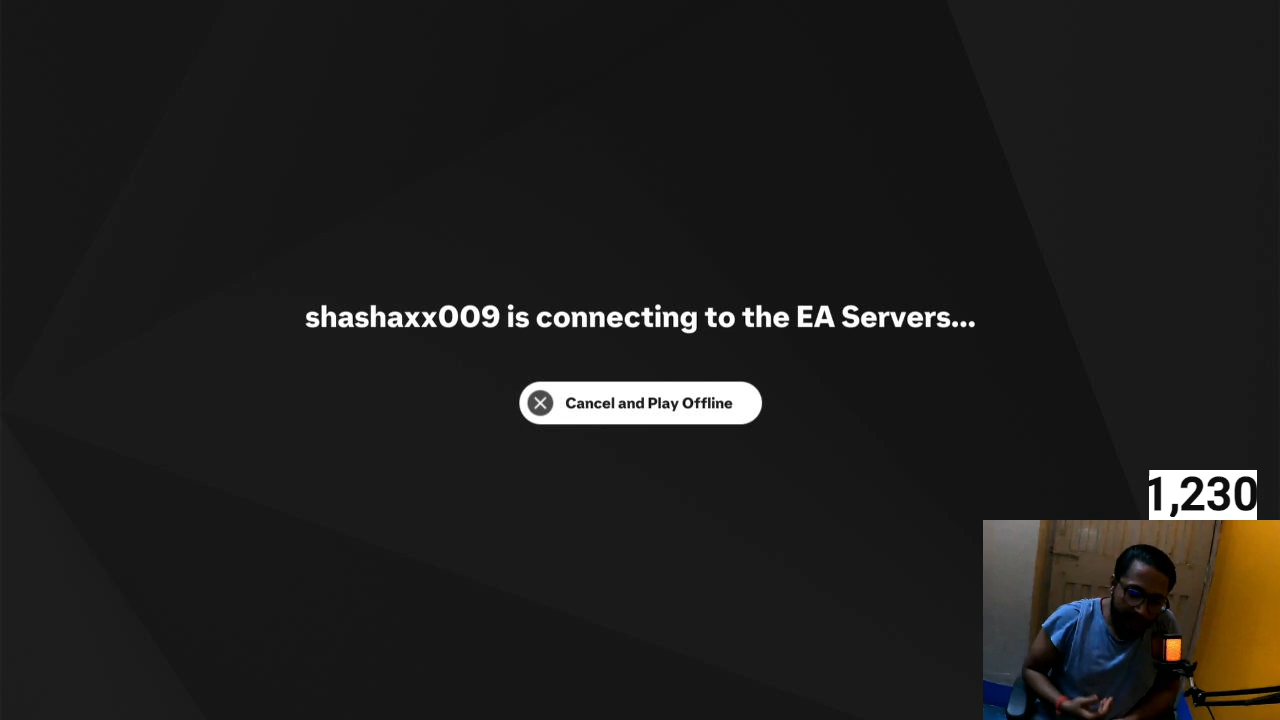 shashaxx009 is connecting to the EA Servers...
Cancel and Play Offline
1,230